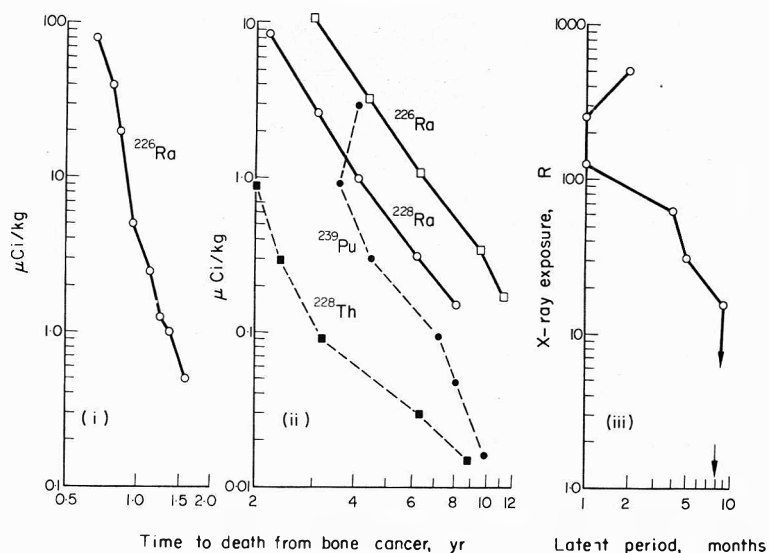 100
10
1.0
0.1
μCi/kg
0.5
1.0
1.5
2.0
²²⁶Ra
(i)
10
1.0
0.1
0.01
μCi/kg
2
4
6
8
10
12
²²⁶Ra
²²⁸Ra
²³⁹Pu
²²⁸Th
(ii)
Time to death from bone cancer, yr
1000
100
10
1.0
X-ray exposure, R
1
2
5
10
(iii)
Latent period, months